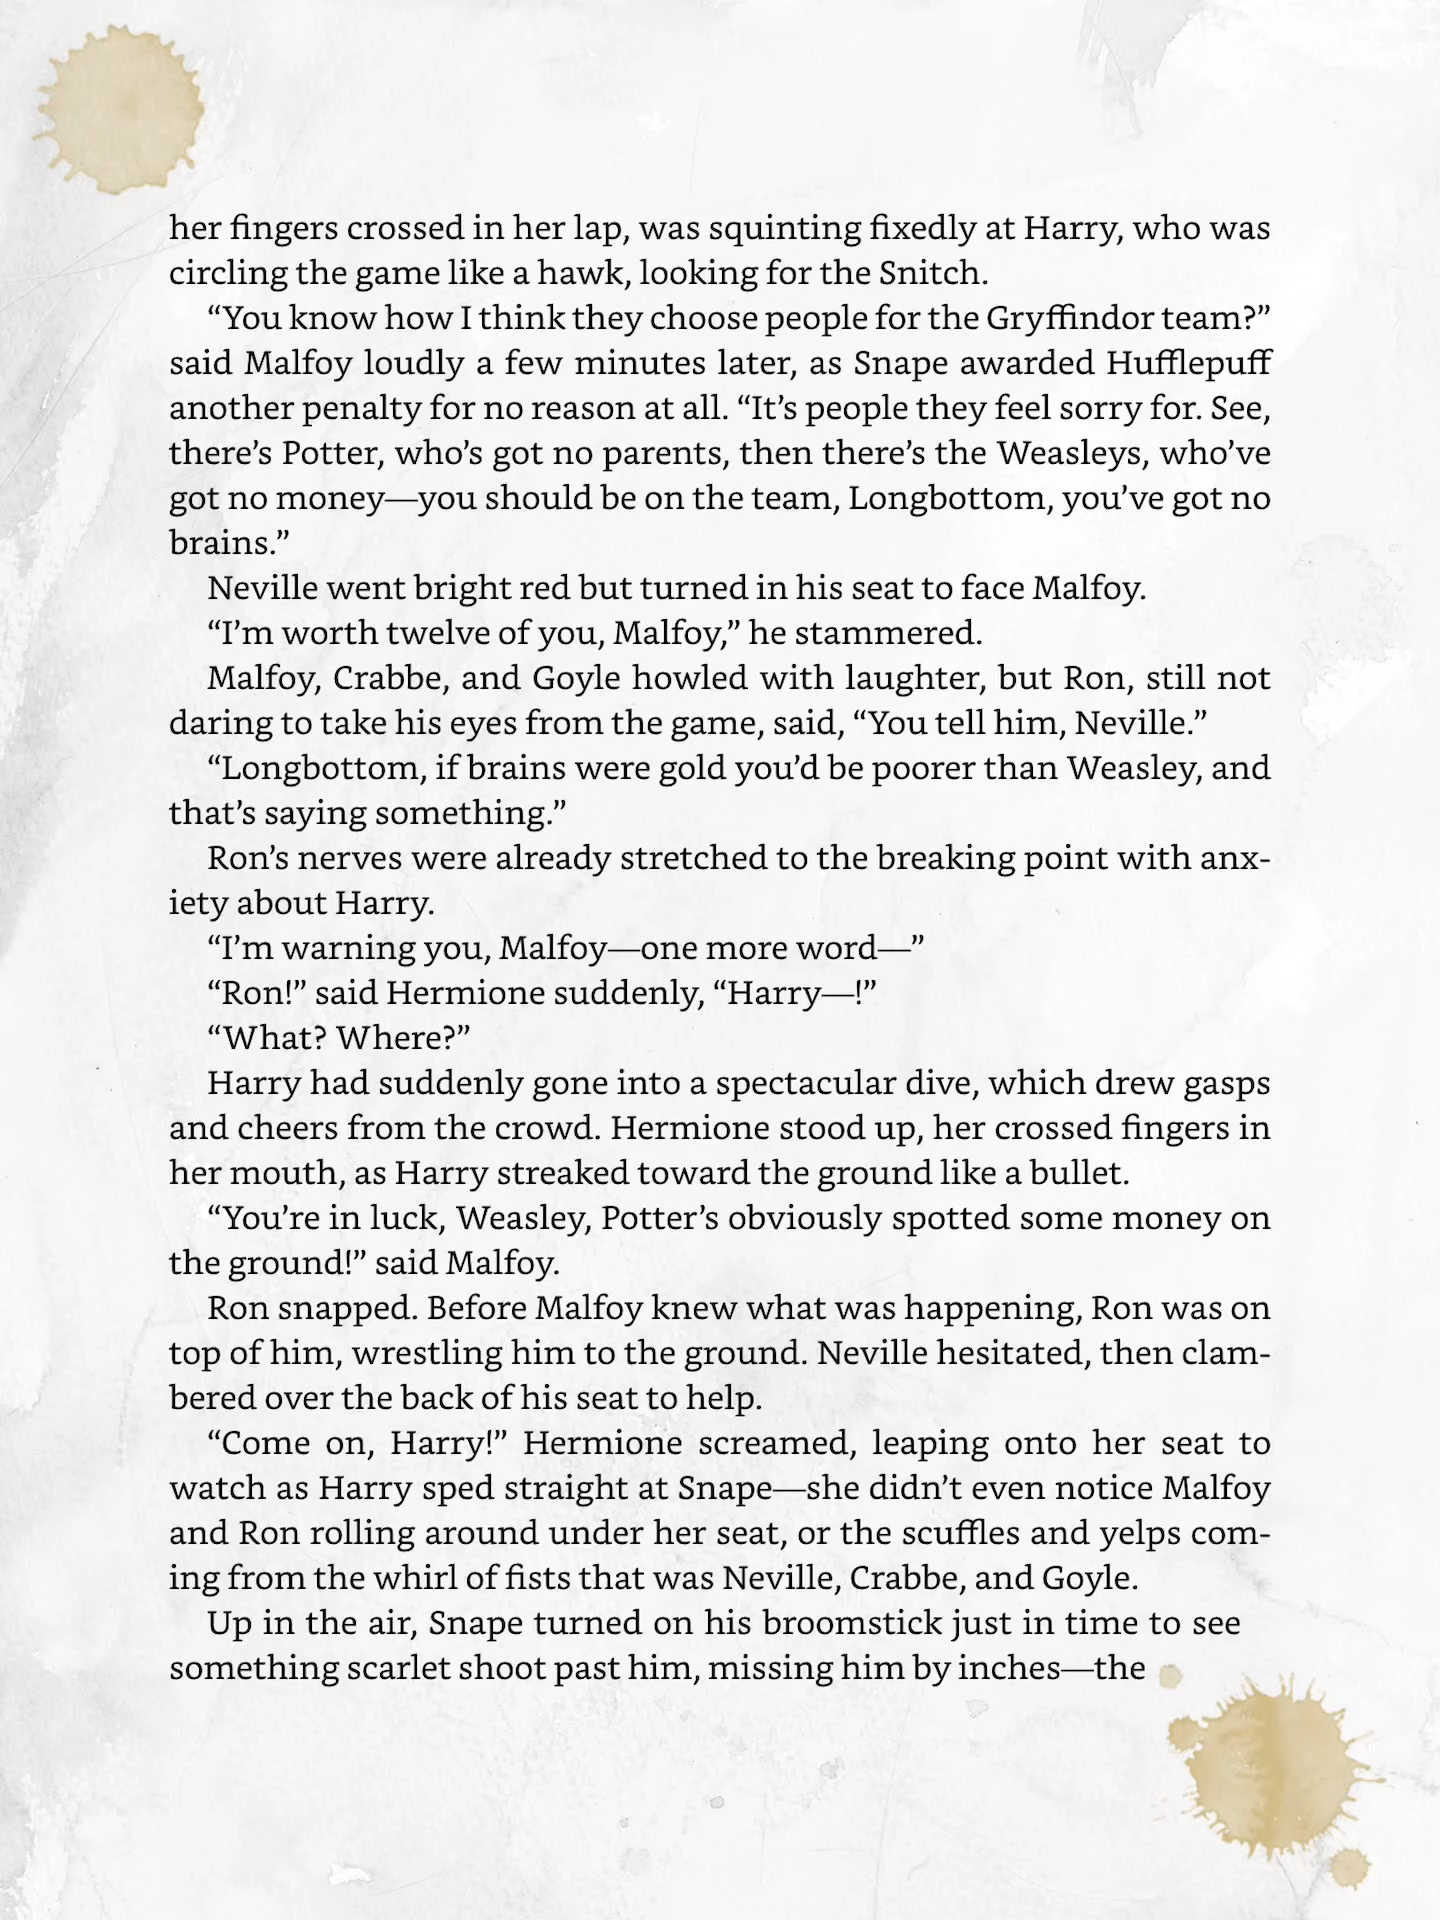 her fingers crossed in her lap, was squinting fixedly at Harry, who was
circling the game like a hawk, looking for the Snitch.
“You know how I think they choose people for the Gryffindor team?”
said Malfoy loudly a few minutes later, as Snape awarded Hufflepuff
another penalty for no reason at all. “It’s people they feel sorry for. See,
there’s Potter, who’s got no parents, then there’s the Weasleys, who’ve
got no money—you should be on the team, Longbottom, you’ve got no
brains.”
Neville went bright red but turned in his seat to face Malfoy.
“I’m worth twelve of you, Malfoy,” he stammered.
Malfoy, Crabbe, and Goyle howled with laughter, but Ron, still not
daring to take his eyes from the game, said, “You tell him, Neville.”
“Longbottom, if brains were gold you’d be poorer than Weasley, and
that’s saying something.”
Ron’s nerves were already stretched to the breaking point with anx-
iety about Harry.
“I’m warning you, Malfoy—one more word—”
“Ron!” said Hermione suddenly, “Harry—!”
“What? Where?”
Harry had suddenly gone into a spectacular dive, which drew gasps
and cheers from the crowd. Hermione stood up, her crossed fingers in
her mouth, as Harry streaked toward the ground like a bullet.
“You’re in luck, Weasley, Potter’s obviously spotted some money on
the ground!” said Malfoy.
Ron snapped. Before Malfoy knew what was happening, Ron was on
top of him, wrestling him to the ground. Neville hesitated, then clam-
bered over the back of his seat to help.
“Come on, Harry!” Hermione screamed, leaping onto her seat to
watch as Harry sped straight at Snape—she didn’t even notice Malfoy
and Ron rolling around under her seat, or the scuffles and yelps com-
ing from the whirl of fists that was Neville, Crabbe, and Goyle.
Up in the air, Snape turned on his broomstick just in time to see
something scarlet shoot past him, missing him by inches—the